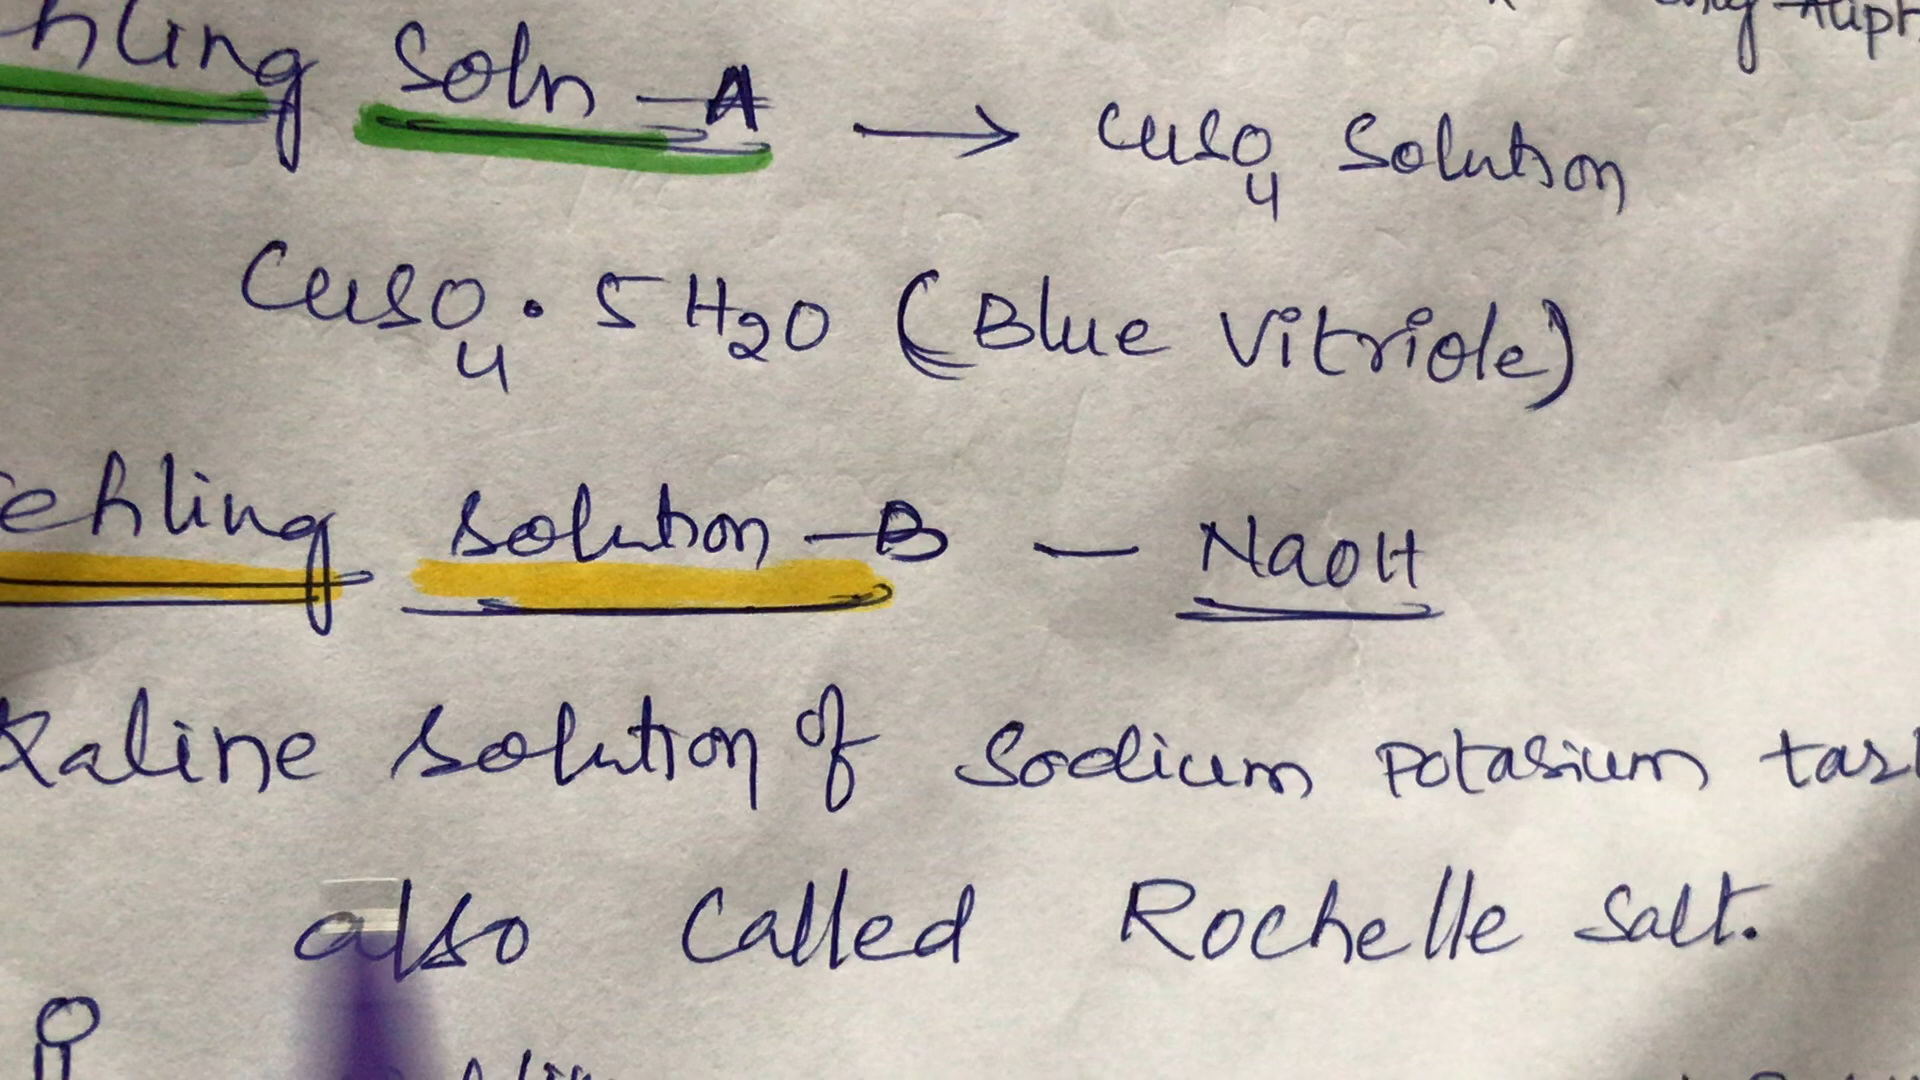 hling Soln - A → CuSO4 Solution
CuSO4 • 5H2O (Blue Vitriole)
ehling solution - B - NaOH
kaline solution of Sodium Potasium tart
also Called Rochelle Salt.
O